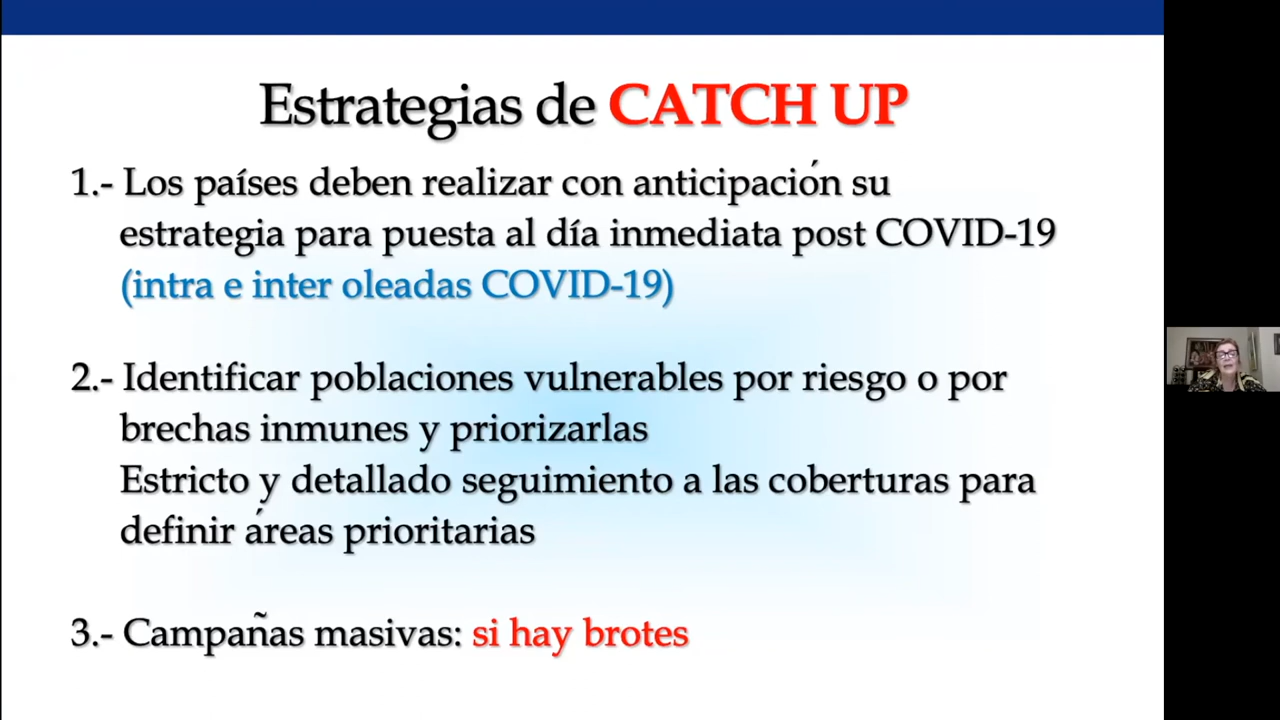 Estrategias de CATCH UP
1.- Los países deben realizar con anticipación su
estrategia para puesta al día inmediata post COVID-19
(intra e inter oleadas COVID-19)
2.- Identificar poblaciones vulnerables por riesgo o por
brechas inmunes y priorizarlas
Estricto y detallado seguimiento a las coberturas para
definir áreas prioritarias
3.- Campañas masivas: si hay brotes